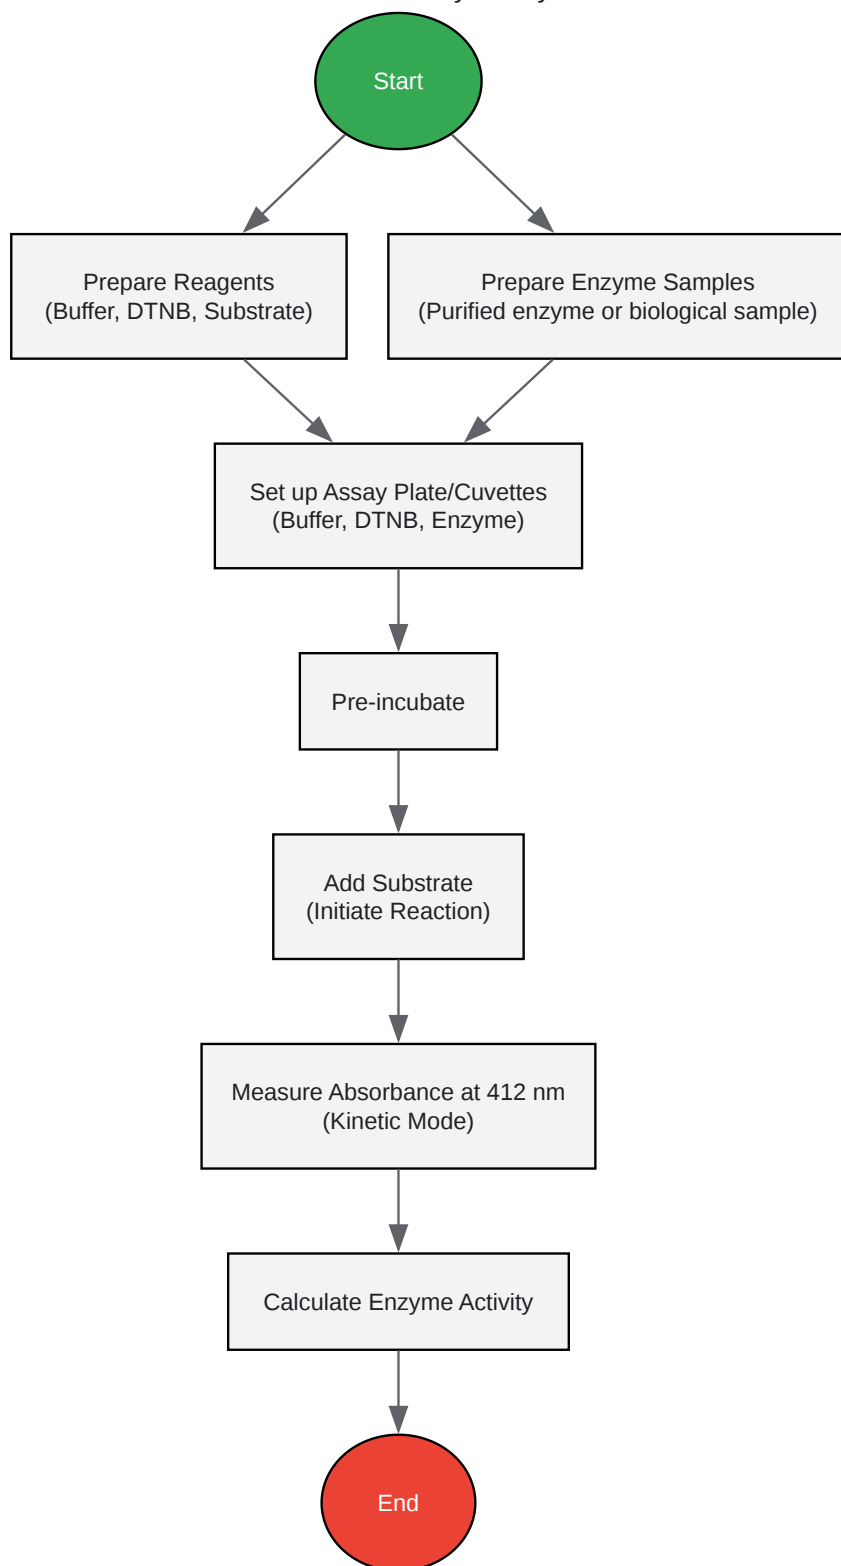 Start
Prepare Reagents
(Buffer, DTNB, Substrate)
Prepare Enzyme Samples
(Purified enzyme or biological sample)
Set up Assay Plate/Cuvettes
(Buffer, DTNB, Enzyme)
Pre-incubate
Add Substrate
(Initiate Reaction)
Measure Absorbance at 412 nm
(Kinetic Mode)
Calculate Enzyme Activity
End